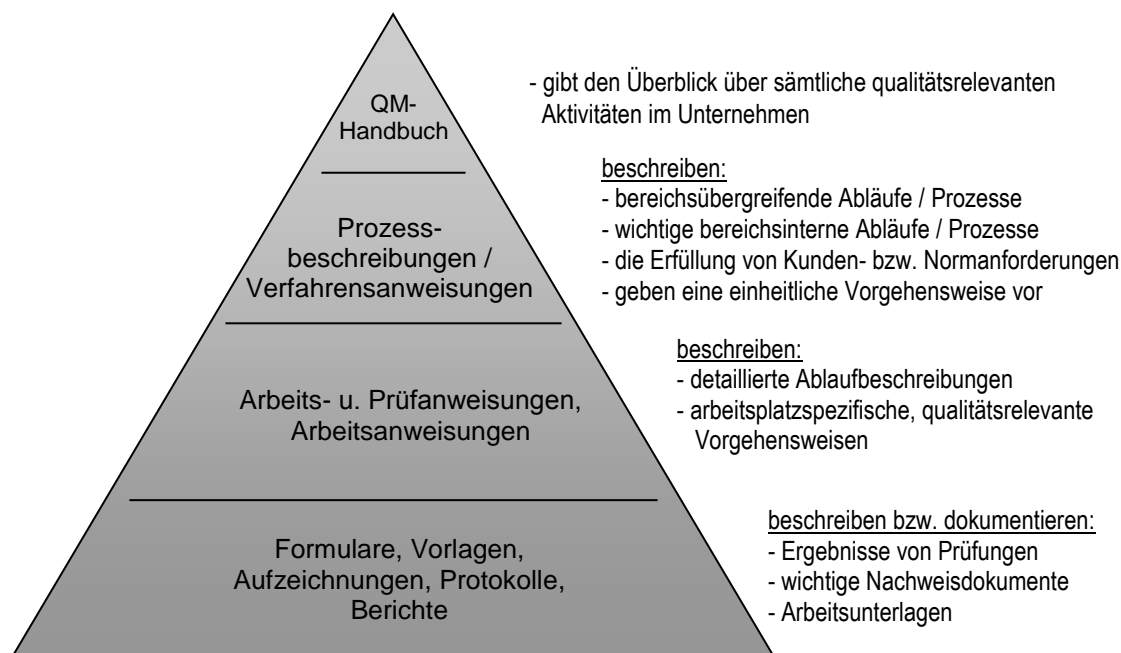 QM-
Handbuch
- gibt den Überblick über sämtliche qualitätsrelevanten
Aktivitäten im Unternehmen
Prozess-
beschreibungen /
Verfahrensanweisungen
beschreiben:
- bereichsübergreifende Abläufe / Prozesse
- wichtige bereichsinterne Abläufe / Prozesse
- die Erfüllung von Kunden- bzw. Normanforderungen
- geben eine einheitliche Vorgehensweise vor
Arbeits- u. Prüfanweisungen,
Arbeitsanweisungen
beschreiben:
- detaillierte Ablaufbeschreibungen
- arbeitsplatzspezifische, qualitätsrelevante
Vorgehensweisen
Formulare, Vorlagen,
Aufzeichnungen, Protokolle,
Berichte
beschreiben bzw. dokumentieren:
- Ergebnisse von Prüfungen
- wichtige Nachweisdokumente
- Arbeitsunterlagen